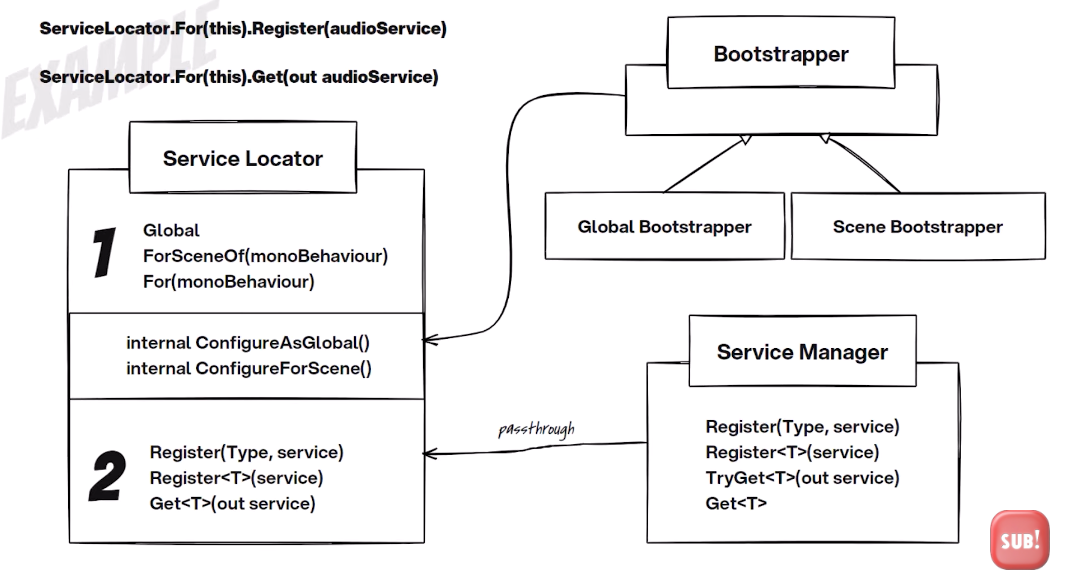 ServiceLocator.For(this).Register(audioService)
ServiceLocator.For(this).Get(out audioService)
EXAMPLE
Service Locator
1
Global
ForSceneOf(monoBehaviour)
For(monoBehaviour)
internal ConfigureAsGlobal()
internal ConfigureForScene()
2
Register(Type, service)
Register<T>(service)
Get<T>(out service)
Bootstrapper
Global Bootstrapper
Scene Bootstrapper
passthrough
Service Manager
Register(Type, service)
Register<T>(service)
TryGet<T>(out service)
Get<T>
SUB!